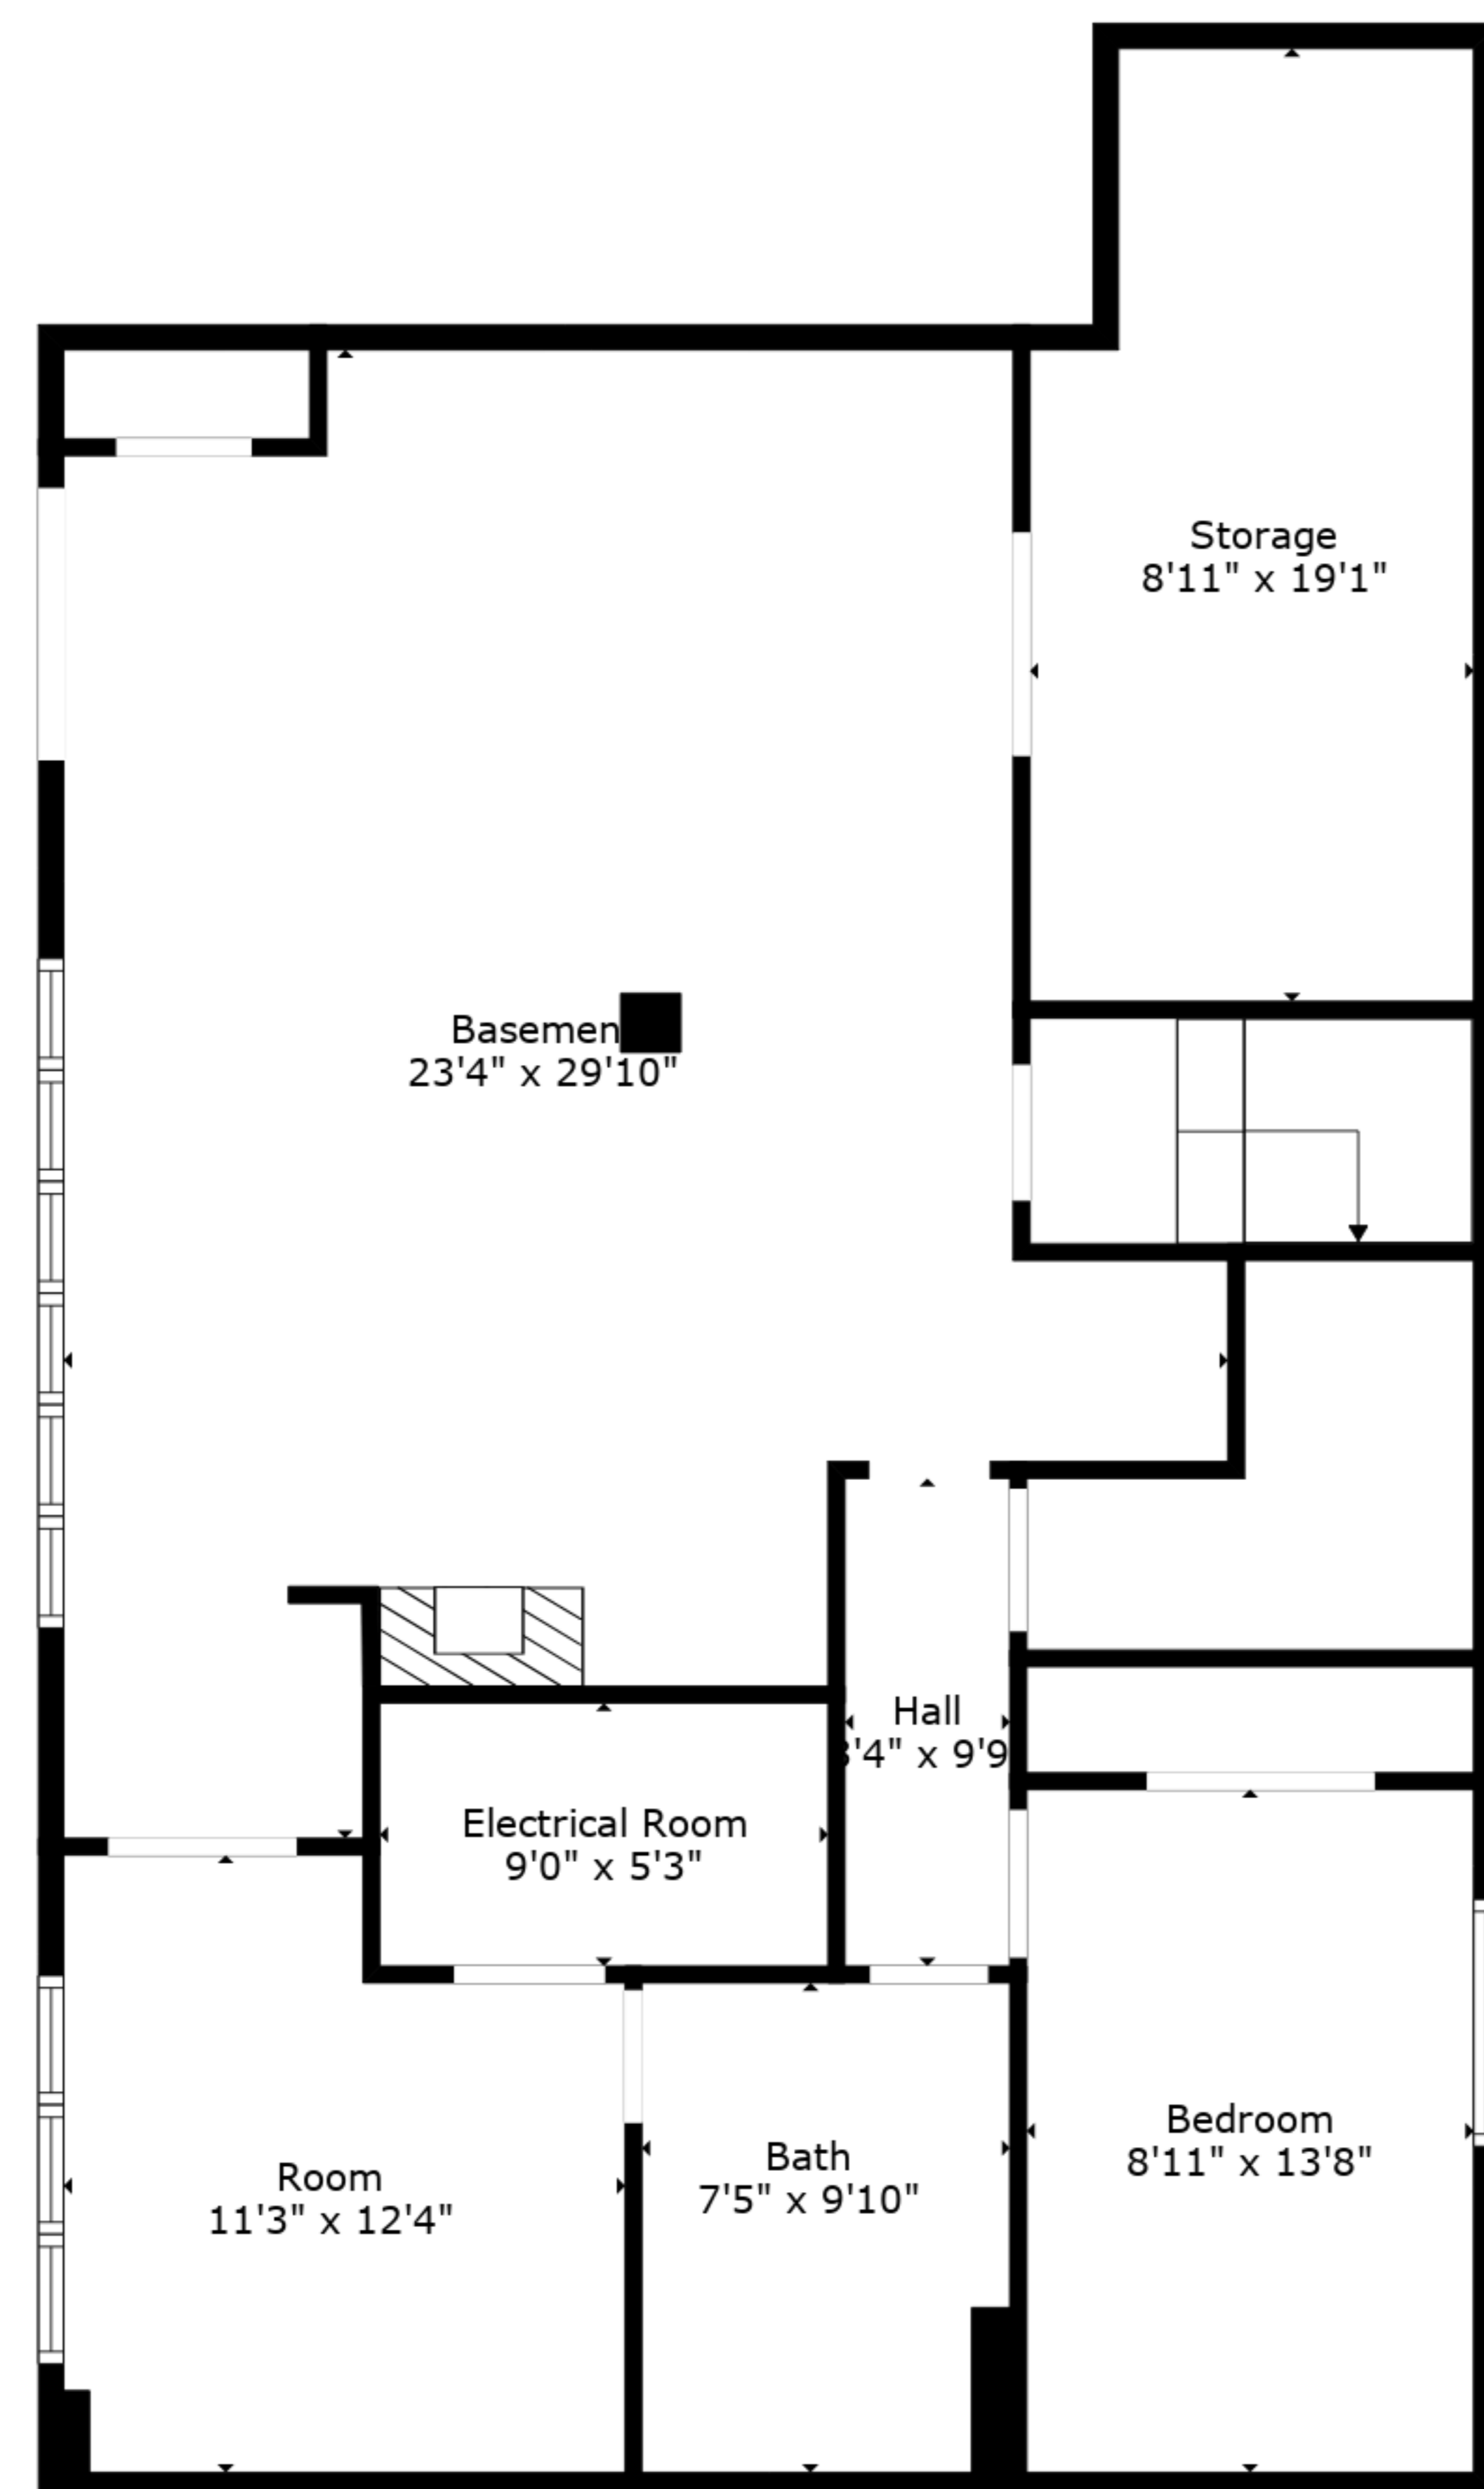 Storage
8'11" x 19'1"
Basemen
23'4" x 29'10"
Hall
3'4" x 9'9
Electrical Room
9'0" x 5'3"
Bedroom
8'11" x 13'8"
Bath
7'5" x 9'10"
Room
11'3" x 12'4"